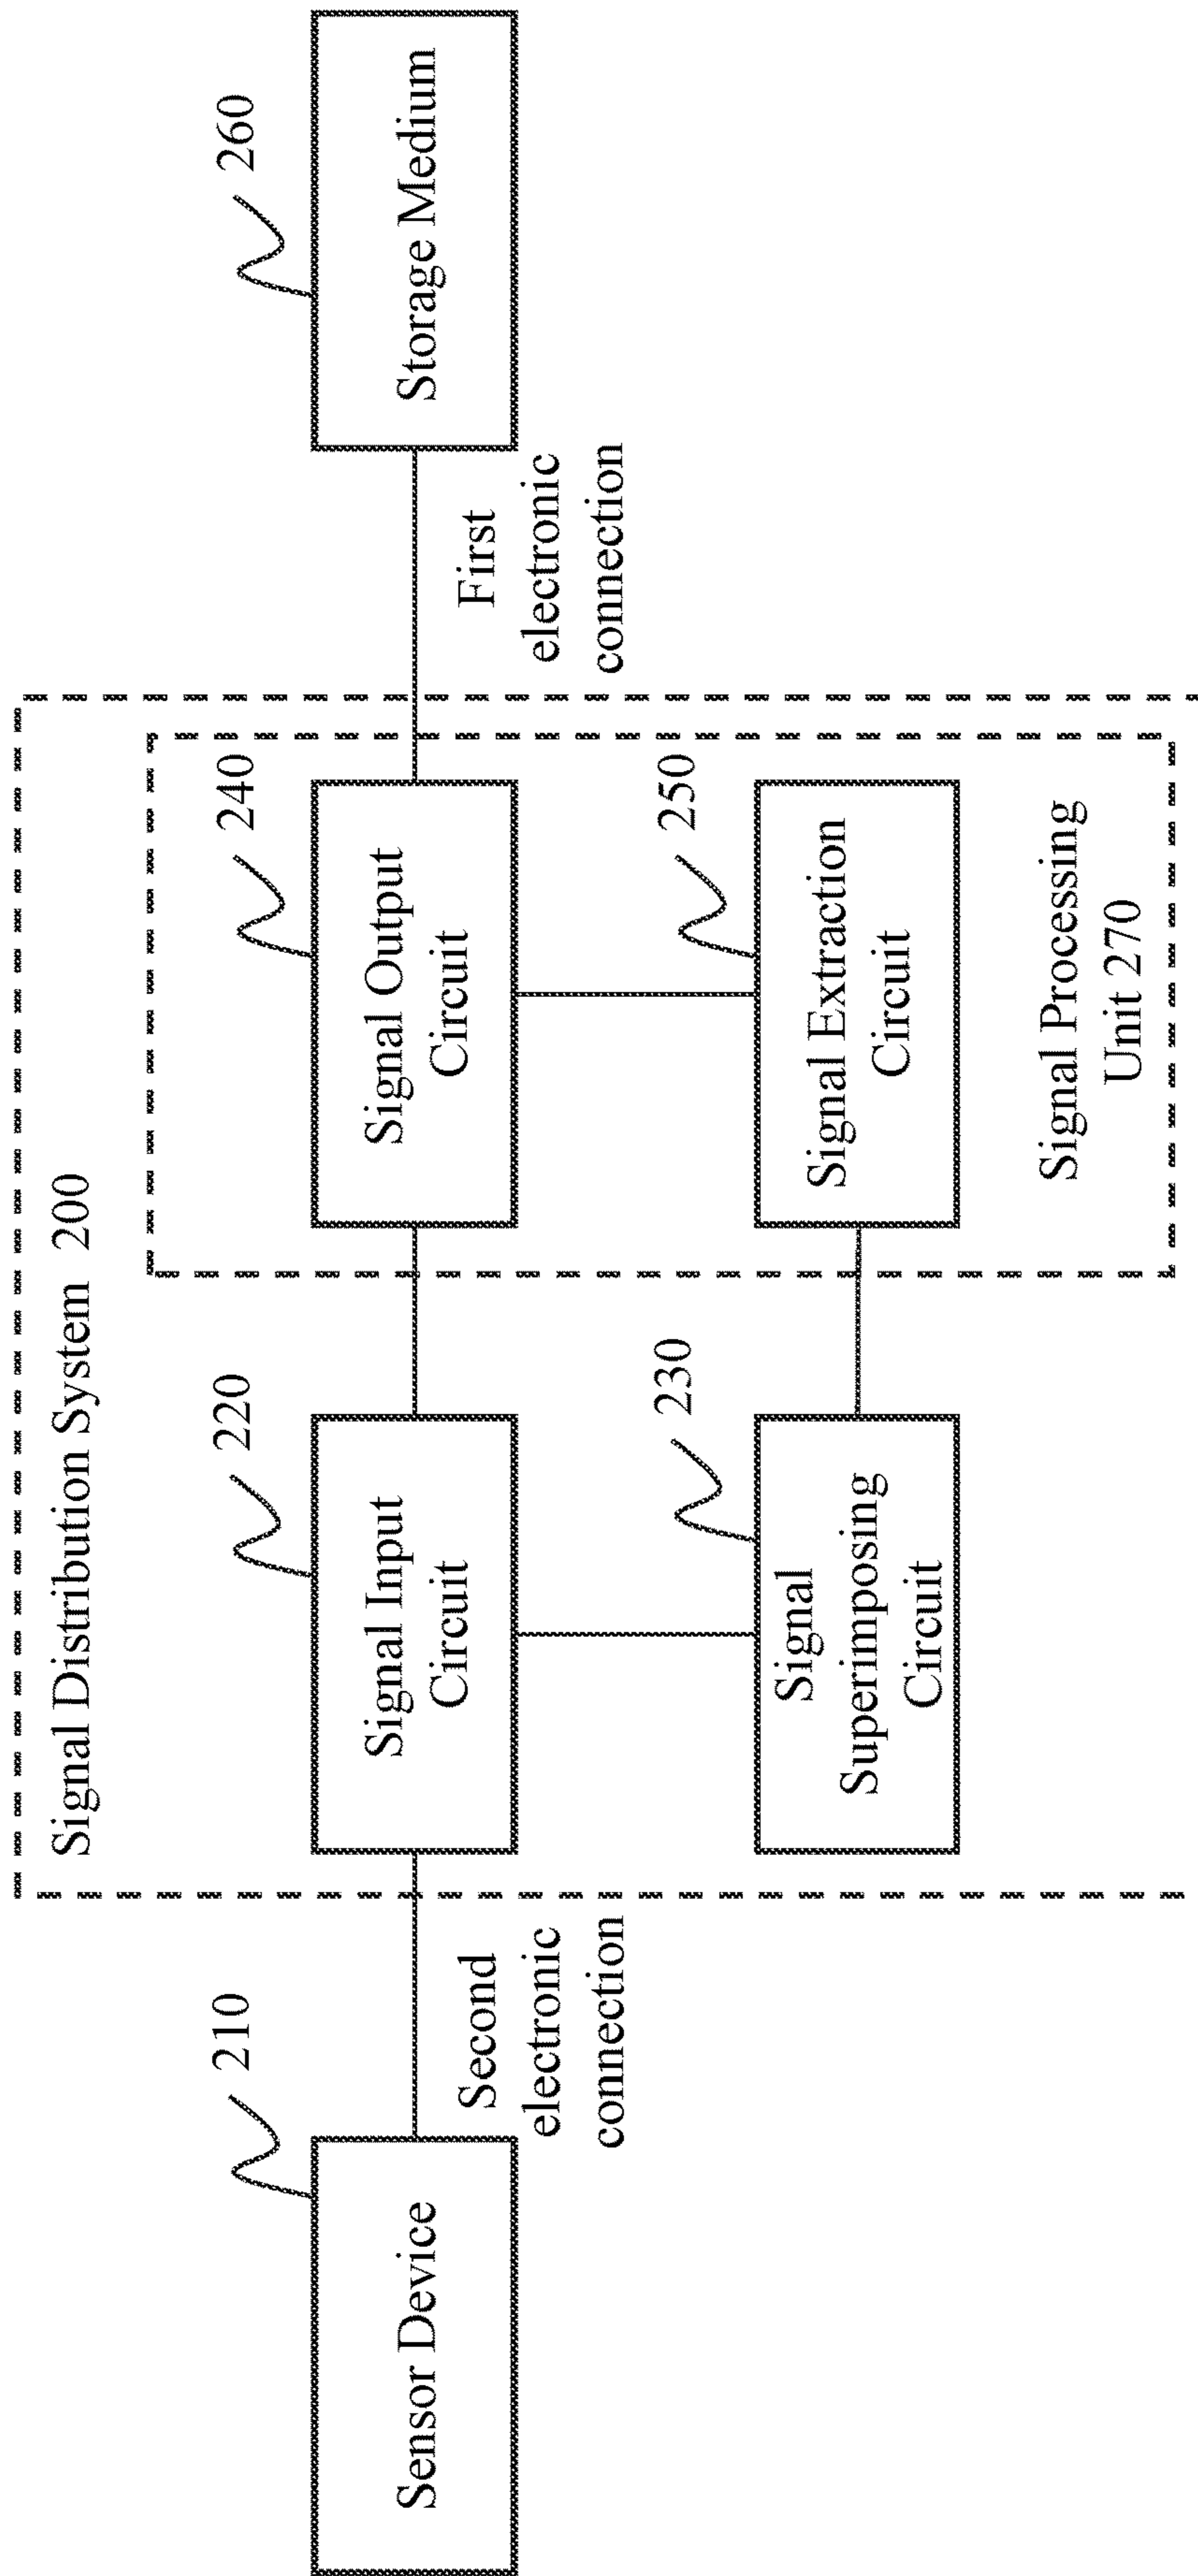 Signal Distribution System 200
210
Sensor Device
Second
electronic
connection
220
Signal Input
Circuit
230
Signal
Superimposing
Circuit
240
Signal Output
Circuit
250
Signal Extraction
Circuit
Signal Processing
Unit 270
First
electronic
connection
260
Storage Medium